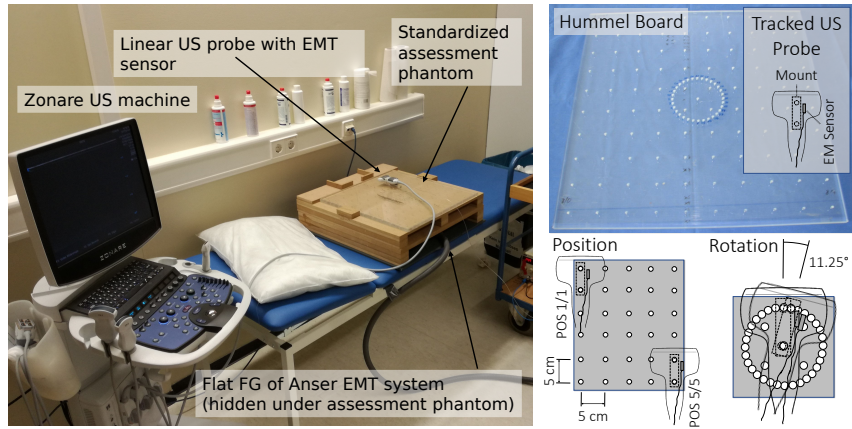 Linear US probe with EMT
sensor
Standardized
assessment
phantom
Zonare US machine
ZONARE
Flat FG of Anser EMT system
(hidden under assessment phantom)
Hummel Board
Tracked US
Probe
Mount
EM Sensor
Position
POS 1/1
5 cm
5 cm
POS 5/5
Rotation
11.25°